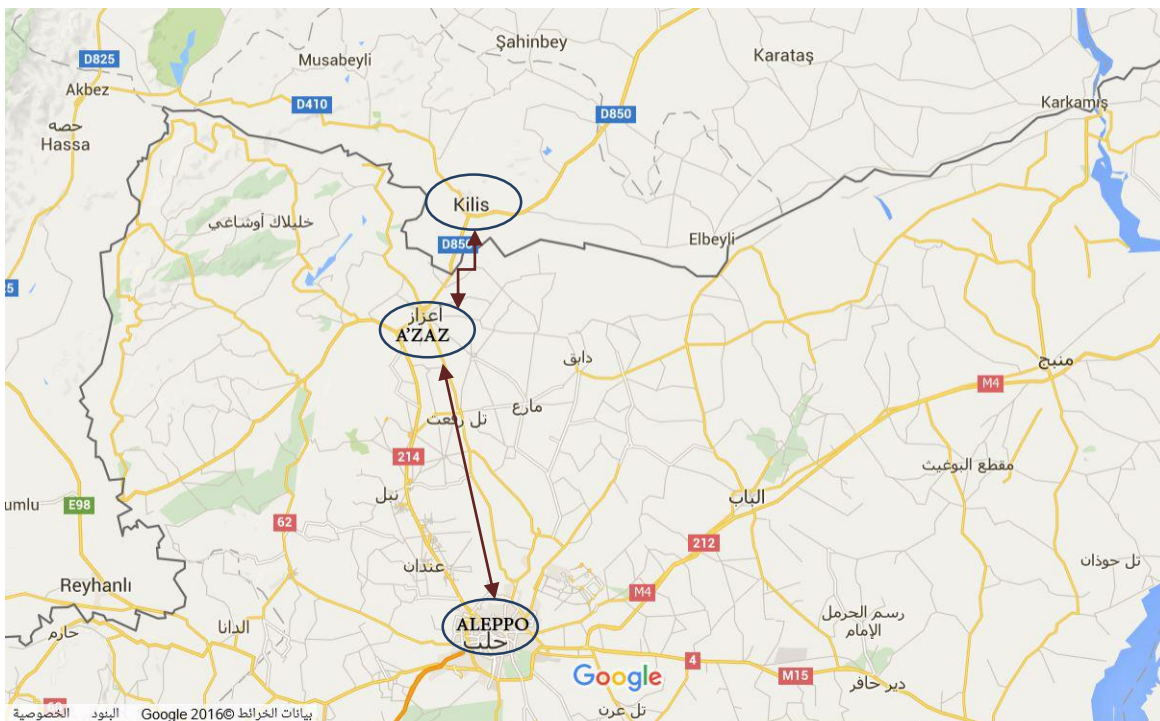 Şahinbey
D825
Musabeyli
Karataş
Akbez
D410
D850
Karkamış
حصه
Hassa
Kilis
خليلاك أوشاغي
D850
Elbeyli
أعزاز
A'ZAZ
دابق
منبج
M4
مارع
تل رفعت
214
مقطع البوغيث
نبل
الباب
umlu
E98
62
212
تل حوذان
عندان
Reyhanlı
M4
رسم الحرمل
الإمام
ALEPPO
حلب
الدانا
حارم
4
Google
M15
دير حافر
تل عرن
بيانات الخرائط ©2016 Google
البنود
الخصوصية